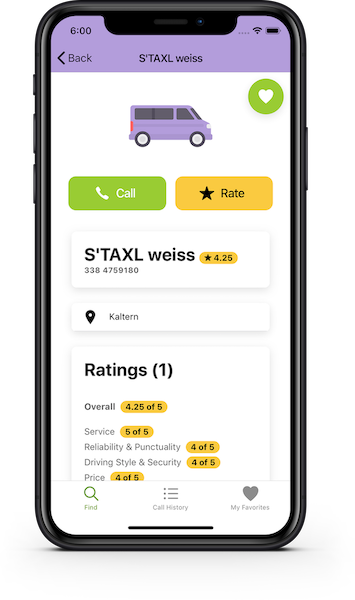 6:00
Back
S'TAXL weiss
Call
Rate
S'TAXL weiss
4.25
338 4759180
Kaltern
Ratings (1)
Overall 4.25 of 5
Service 5 of 5
Reliability & Punctuality 4 of 5
Driving Style & Security 4 of 5
Price 4 of 5
Find
Call History
My Favorites